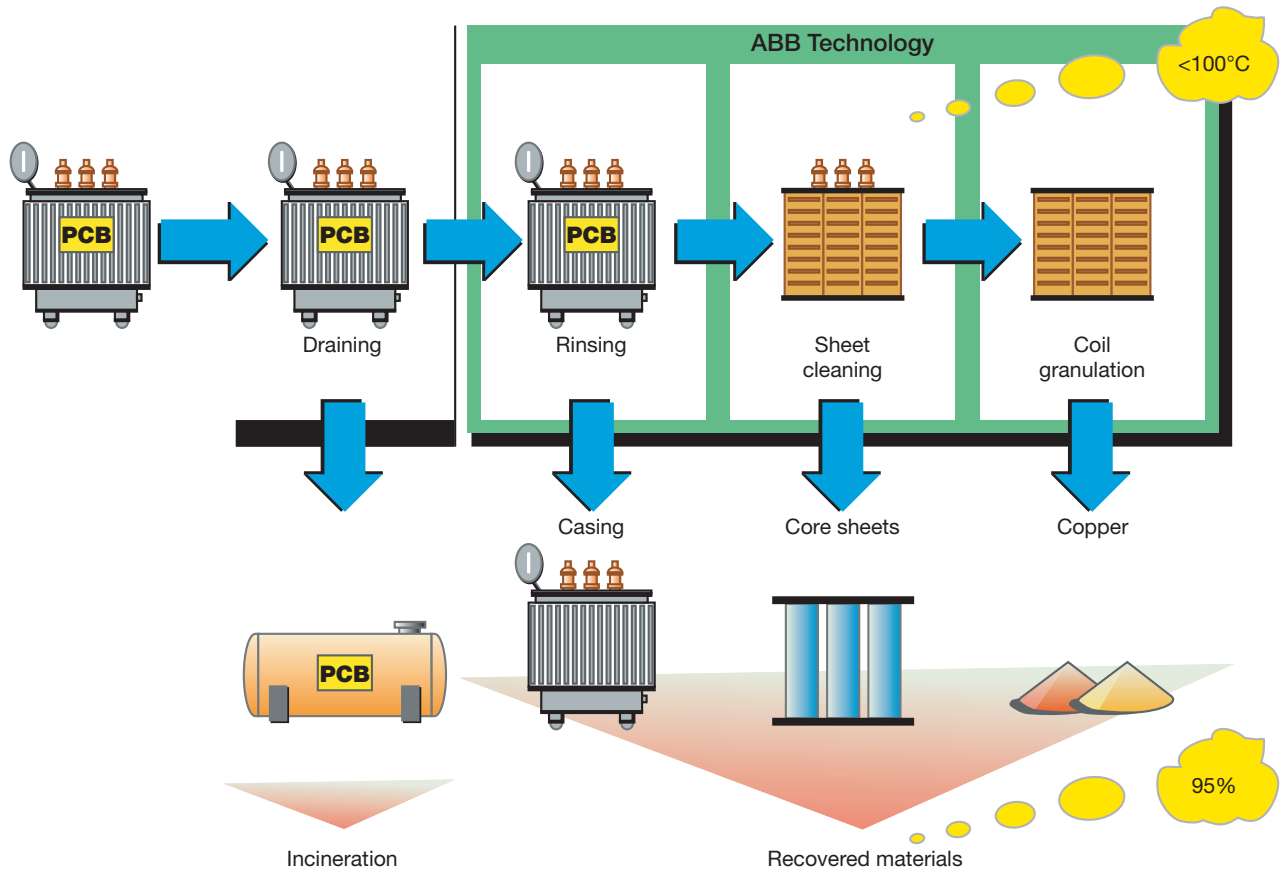 ABB Technology
<100°C
PCB
PCB
PCB
Draining
Rinsing
Sheet
cleaning
Coil
granulation
Casing
Core sheets
Copper
PCB
95%
Incineration
Recovered materials